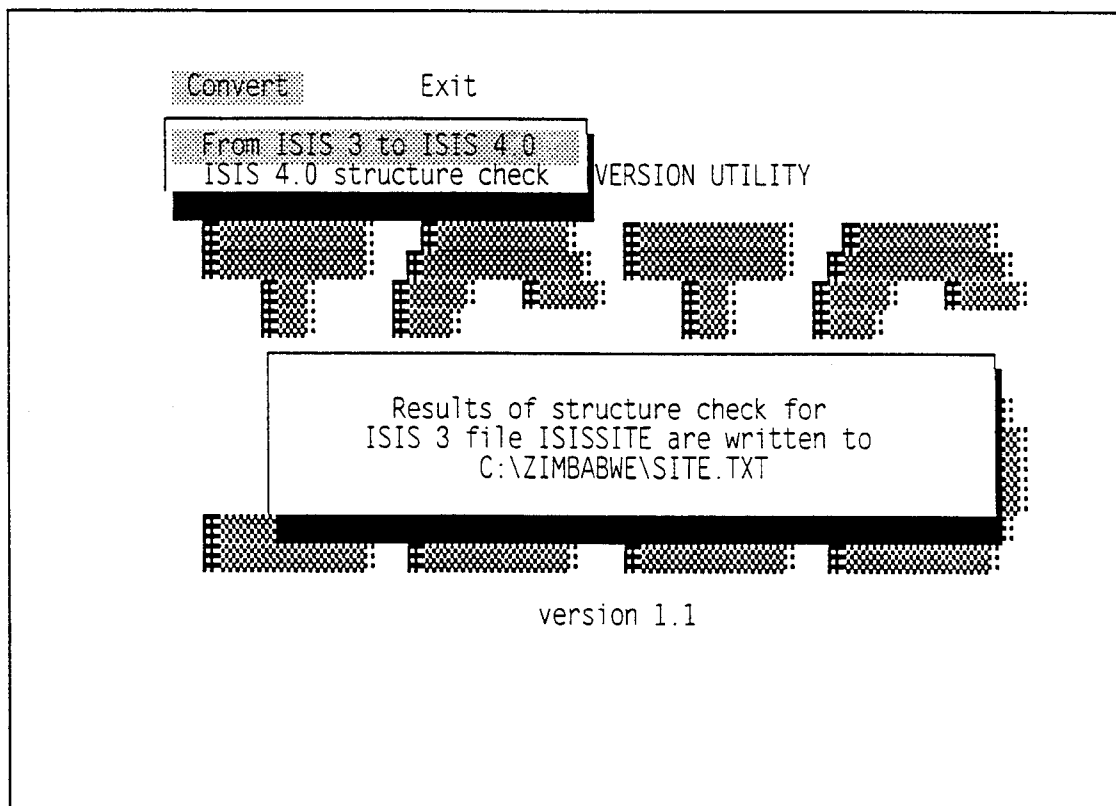 Convert Exit
From ISIS 3 to ISIS 4.0
ISIS 4.0 structure check
VERSION UTILITY
Results of structure check for
ISIS 3 file ISISSITE are written to
C:\ZIMBABWE\SITE.TXT
version 1.1